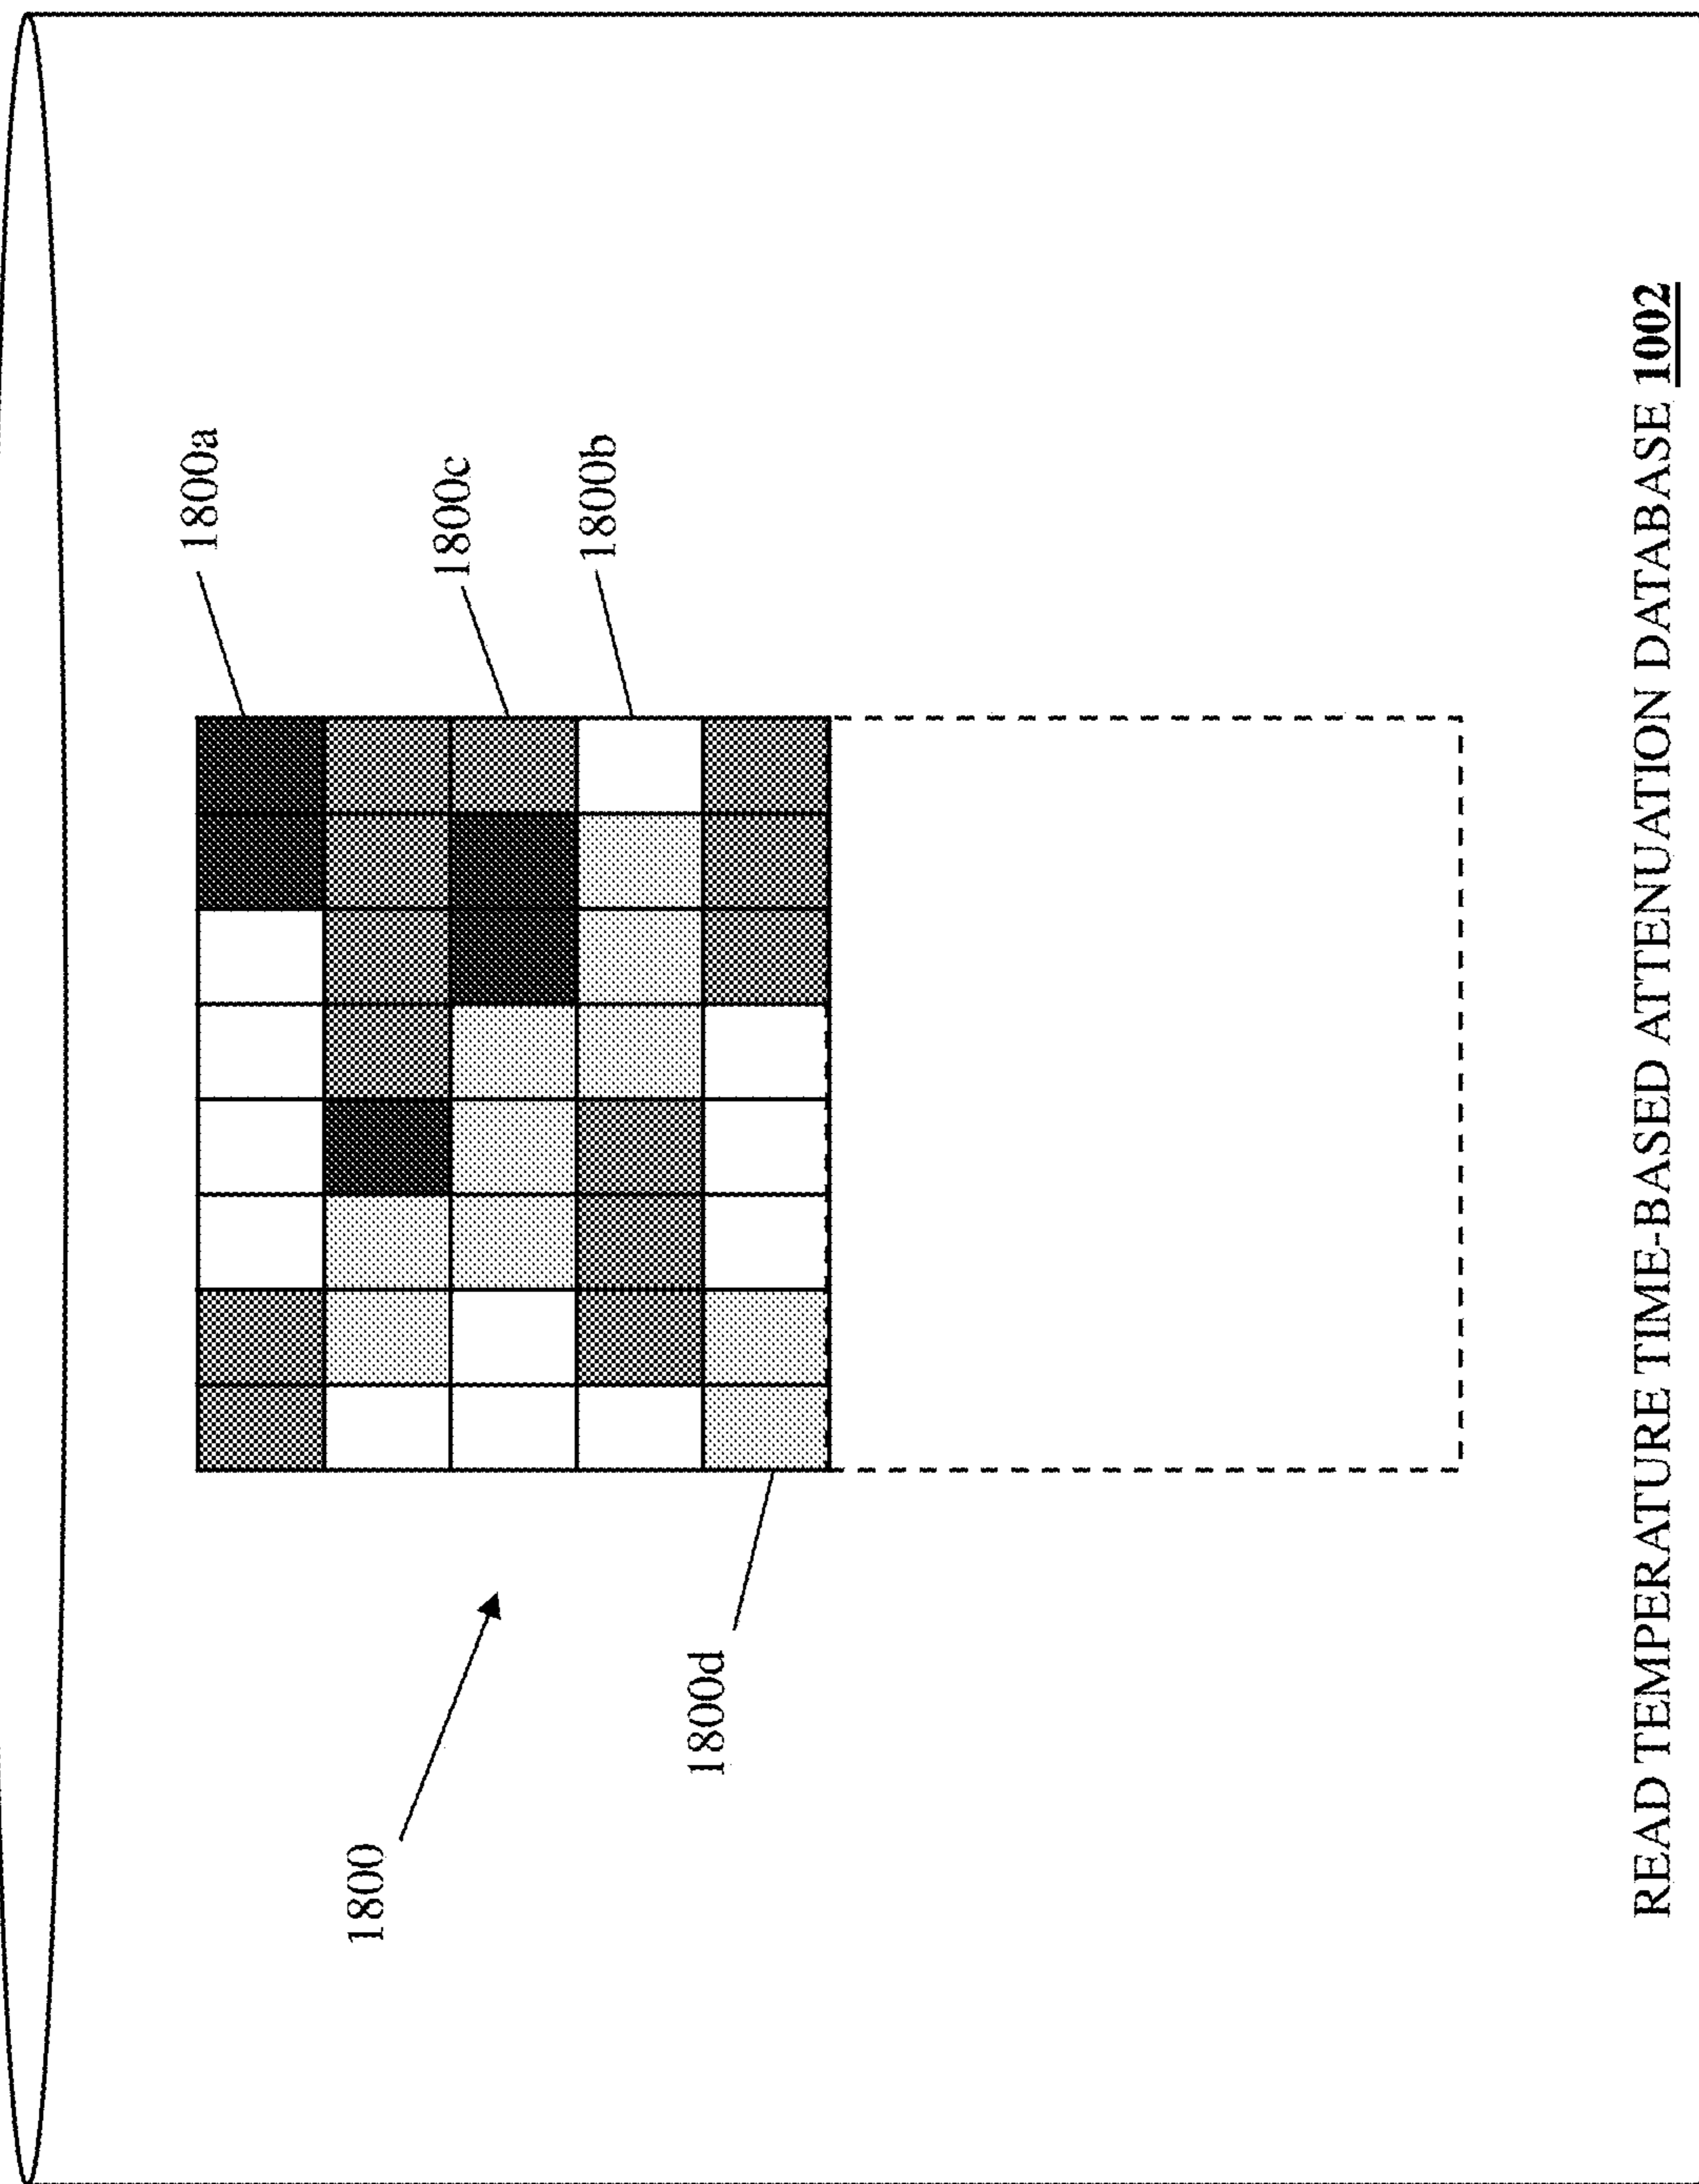 1800a
1800c
1800b
1800
1800d
READ TEMPERATURE TIME-BASED ATTENUATION DATABASE 1002